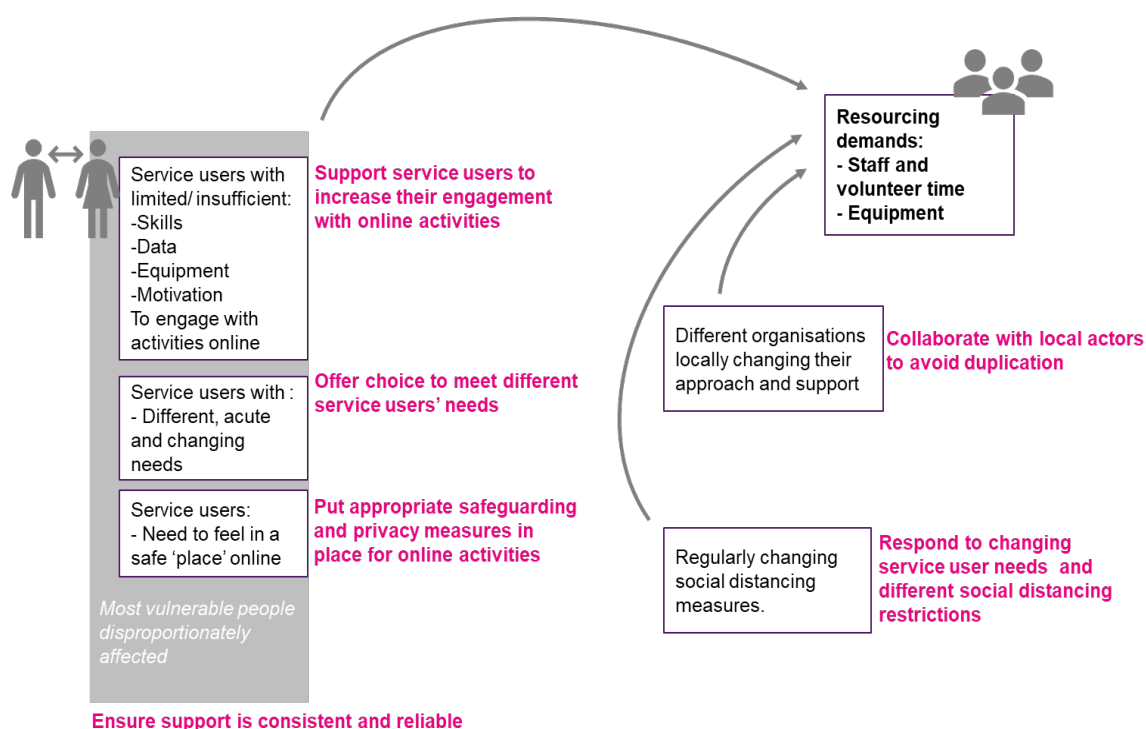 Service users with
limited/ insufficient:
-Skills
-Data
-Equipment
-Motivation
To engage with
activities online
Support service users to
increase their engagement
with online activities
Service users with :
- Different, acute
and changing
needs
Offer choice to meet different
service users’ needs
Service users:
- Need to feel in a
safe ‘place’ online
Put appropriate safeguarding
and privacy measures in
place for online activities
Most vulnerable people
disproportionately
affected
Ensure support is consistent and reliable
Resourcing
demands:
- Staff and
volunteer time
- Equipment
Different organisations
locally changing their
approach and support
Collaborate with local actors
to avoid duplication
Regularly changing
social distancing
measures.
Respond to changing
service user needs  and
different social distancing
restrictions